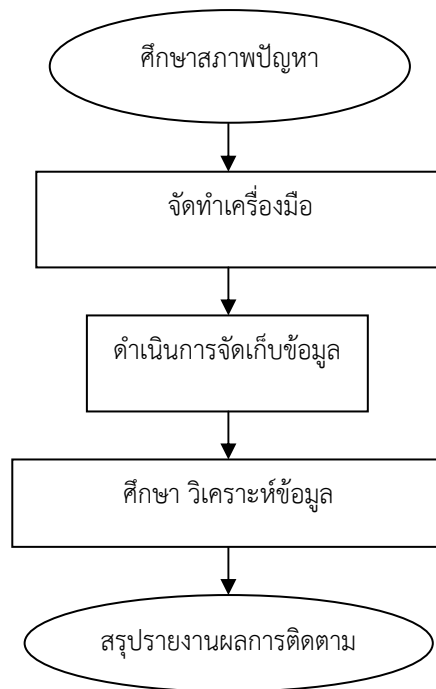 ศึกษาสภาพปัญหา
จัดทำเครื่องมือ
ดำเนินการจัดเก็บข้อมูล
ศึกษา วิเคราะห์ข้อมูล
สรุปรายงานผลการติดตาม